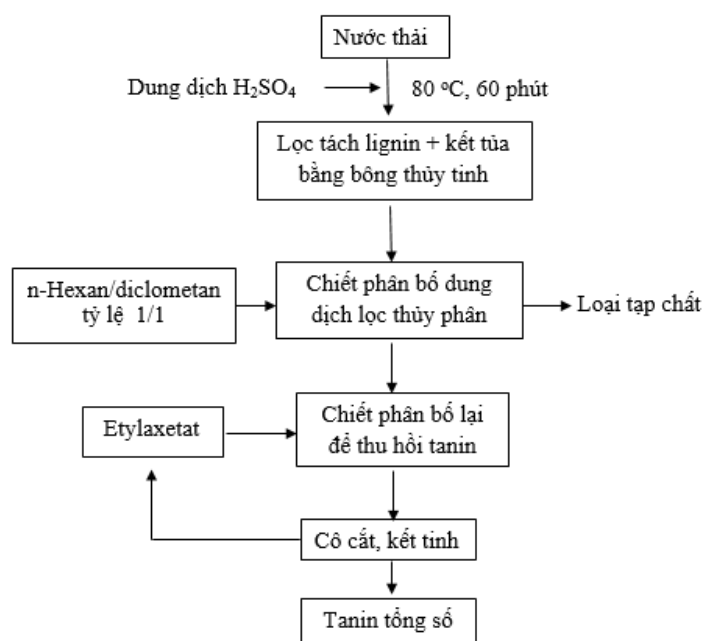 Nước thải
Dung dịch H₂SO₄
80 ºC, 60 phút
Lọc tách lignin + kết tủa
bằng bông thủy tinh
n-Hexan/diclometan
tỷ lệ 1/1
Chiết phân bố dung
dịch lọc thủy phân
Loại tạp chất
Etylaxetat
Chiết phân bố lại
để thu hồi tanin
Cô cắt, kết tinh
Tanin tổng số